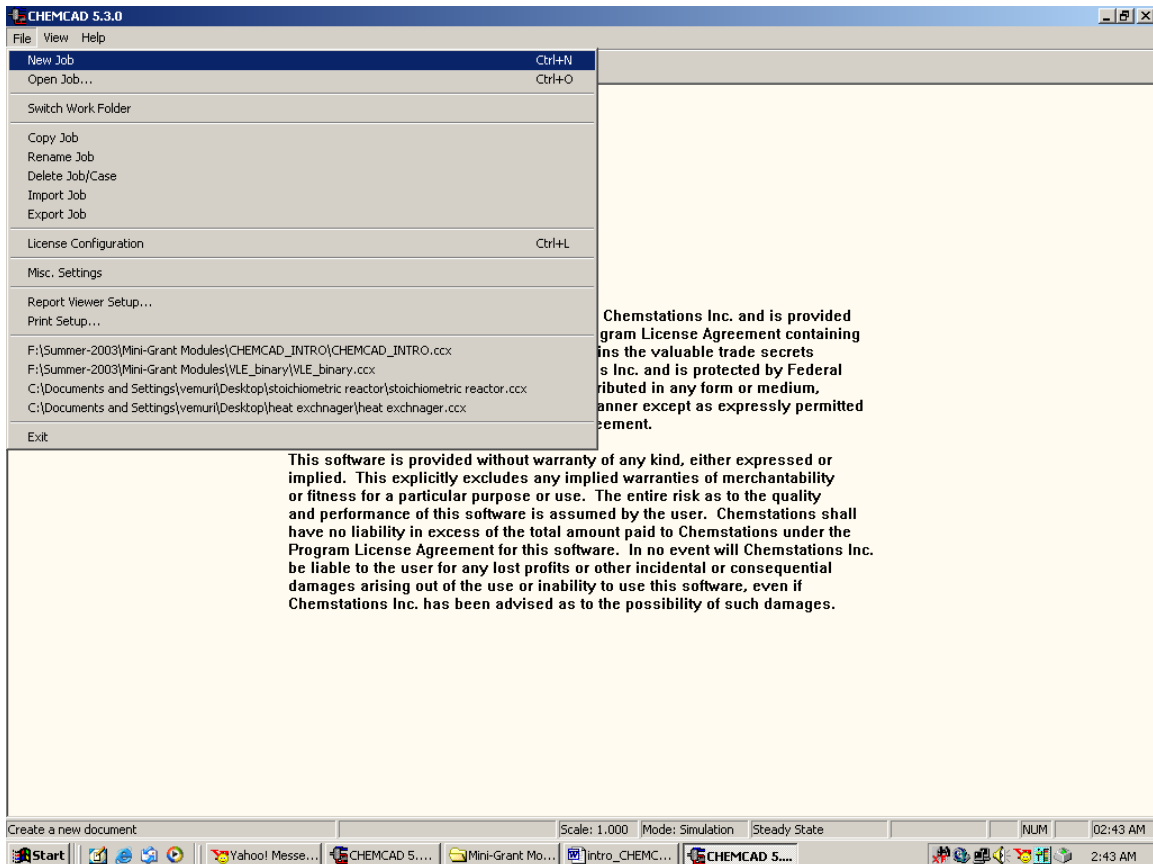 CHEMCAD 5.3.0
File View Help
New Job Ctrl+N
Open Job... Ctrl+O
Switch Work Folder
Copy Job
Rename Job
Delete Job/Case
Import Job
Export Job
License Configuration Ctrl+L
Misc. Settings
Report Viewer Setup...
Print Setup...
F:\Summer-2003\Mini-Grant Modules\CHEMCAD_INTRO\CHEMCAD_INTRO.ccx
F:\Summer-2003\Mini-Grant Modules\VLE_binary\VLE_binary.ccx
C:\Documents and Settings\vemuri\Desktop\stoichiometric reactor\stoichiometric reactor.ccx
C:\Documents and Settings\vemuri\Desktop\heat exchnager\heat exchnager.ccx
Exit
Chemstations Inc. and is provided
gram License Agreement containing
ins the valuable trade secrets
s Inc. and is protected by Federal
ributed in any form or medium,
anner except as expressly permitted
eement.
This software is provided without warranty of any kind, either expressed or
implied. This explicitly excludes any implied warranties of merchantability
or fitness for a particular purpose or use. The entire risk as to the quality
and performance of this software is assumed by the user. Chemstations shall
have no liability in excess of the total amount paid to Chemstations under the
Program License Agreement for this software. In no event will Chemstations Inc.
be liable to the user for any lost profits or other incidental or consequential
damages arising out of the use or inability to use this software, even if
Chemstations Inc. has been advised as to the possibility of such damages.
Create a new document Scale: 1.000 Mode: Simulation Steady State NUM 02:43 AM
Start Yahoo! Messe... CHEMCAD 5.... Mini-Grant Mo... intro_CHEMC... CHEMCAD 5.... 2:43 AM